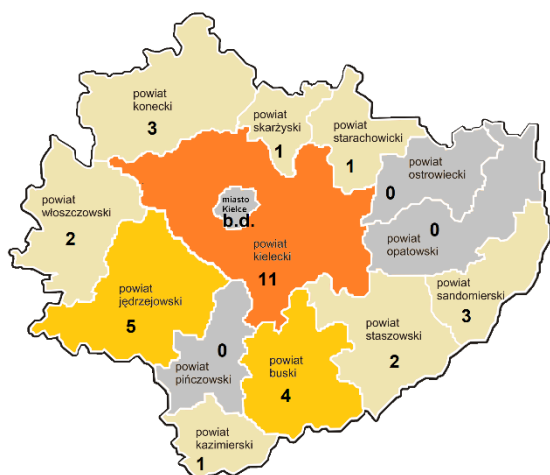 powiat
konecki
3
powiat
skarżyski
1
powiat
starachowicki
1
powiat
ostrowiecki
0
miasto
Kielce
b.d.
powiat
włoszczowski
2
powiat
kielecki
11
0
powiat
opatowski
powiat
sandomierski
3
powiat
jędrzejowski
5
0
powiat
pińczowski
powiat
buski
4
powiat
staszowski
2
powiat
kazimierski
1